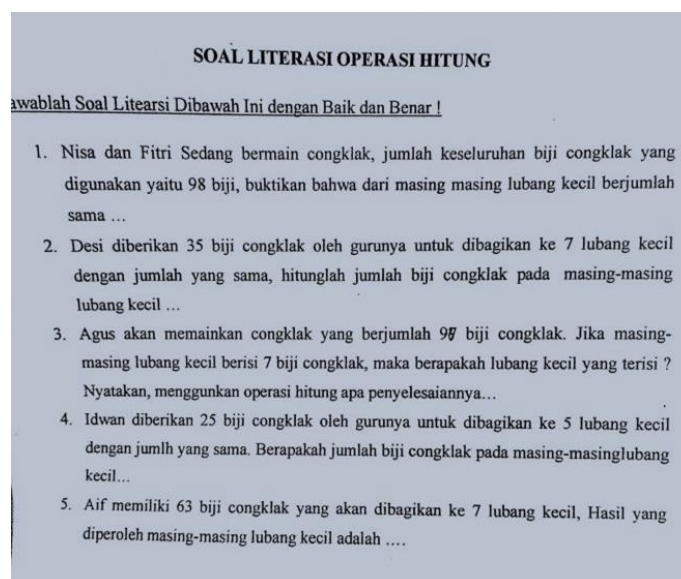 SOAL LITERASI OPERASI HITUNG
awablah Soal Litearsi Dibawah Ini dengan Baik dan Benar !
1. Nisa dan Fitri Sedang bermain congklak, jumlah keseluruhan biji congklak yang
digunakan yaitu 98 biji, buktikan bahwa dari masing masing lubang kecil berjumlah
sama ...
2. Desi diberikan 35 biji congklak oleh gurunya untuk dibagikan ke 7 lubang kecil
dengan jumlah yang sama, hitunglah jumlah biji congklak pada masing-masing
lubang kecil ...
3. Agus akan memainkan congklak yang berjumlah biji congklak. Jika masing-
masing lubang kecil berisi 7 biji congklak, maka berapakah lubang kecil yang terisi ?
Nyatakan, menggunkan operasi hitung apa penyelesaiannya...
4. Idwan diberikan 25 biji congklak oleh gurunya untuk dibagikan ke 5 lubang kecil
dengan jumlh yang sama. Berapakah jumlah biji congklak pada masing-masinglubang
kecil...
5. Aif memiliki 63 biji congklak yang akan dibagikan ke 7 lubang kecil, Hasil yang
diperoleh masing-masing lubang kecil adalah ....